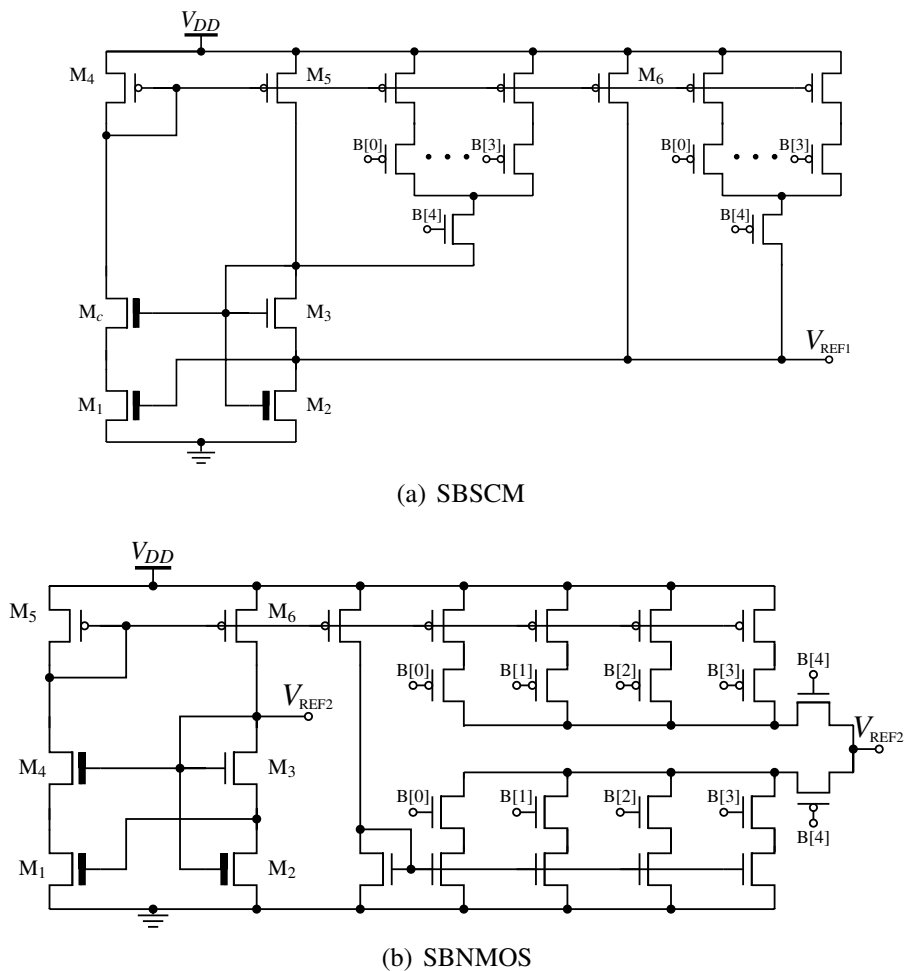 V_DD
M_4 M_5 M_6
B[0] B[3] B[0] B[3]
B[4] B[4]
M_c M_3
V_REF1
M_1 M_2
(a) SBSCM
V_DD
M_5 M_6
B[0] B[1] B[2] B[3] B[4]
V_REF2 V_REF2
M_4 M_3
B[0] B[1] B[2] B[3]
B[4]
M_1 M_2
(b) SBNMOS